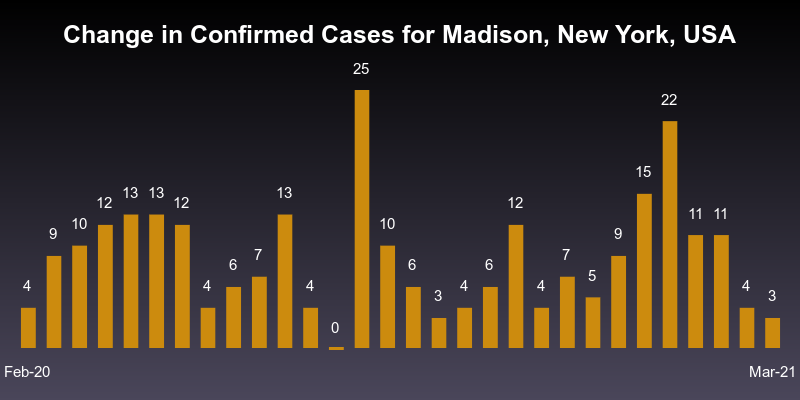 Change in Confirmed Cases for Madison, New York, USA
4 9 10 12 13 13 12 4 6 7 13 4 0 25 10 6 3 4 6 12 4 7 5 9 15 22 11 11 4 3
Feb-20 Mar-21